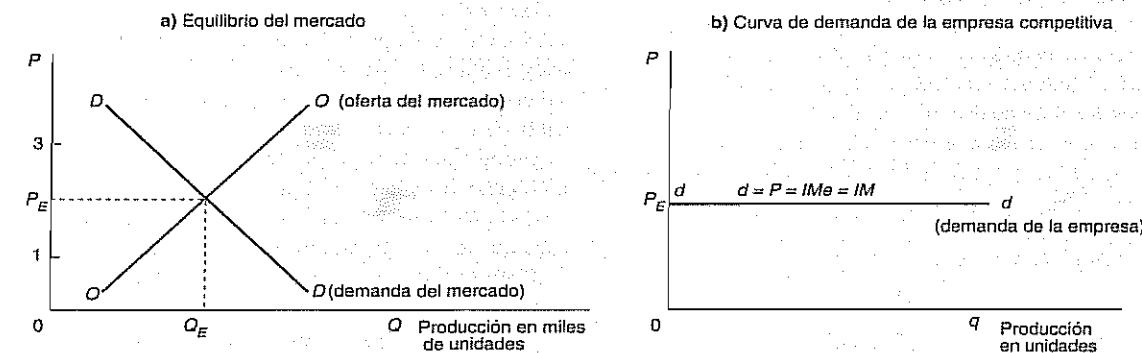 a) Equilibrio del mercado
P
D
O (oferta del mercado)
3
P_E
1
O
D (demanda del mercado)
0
Q_E
Q
Producción en miles
de unidades
b) Curva de demanda de la empresa competitiva
P
P_E
d
d = P = IMe = IM
d
(demanda de la empresa)
0
q
Producción
en unidades